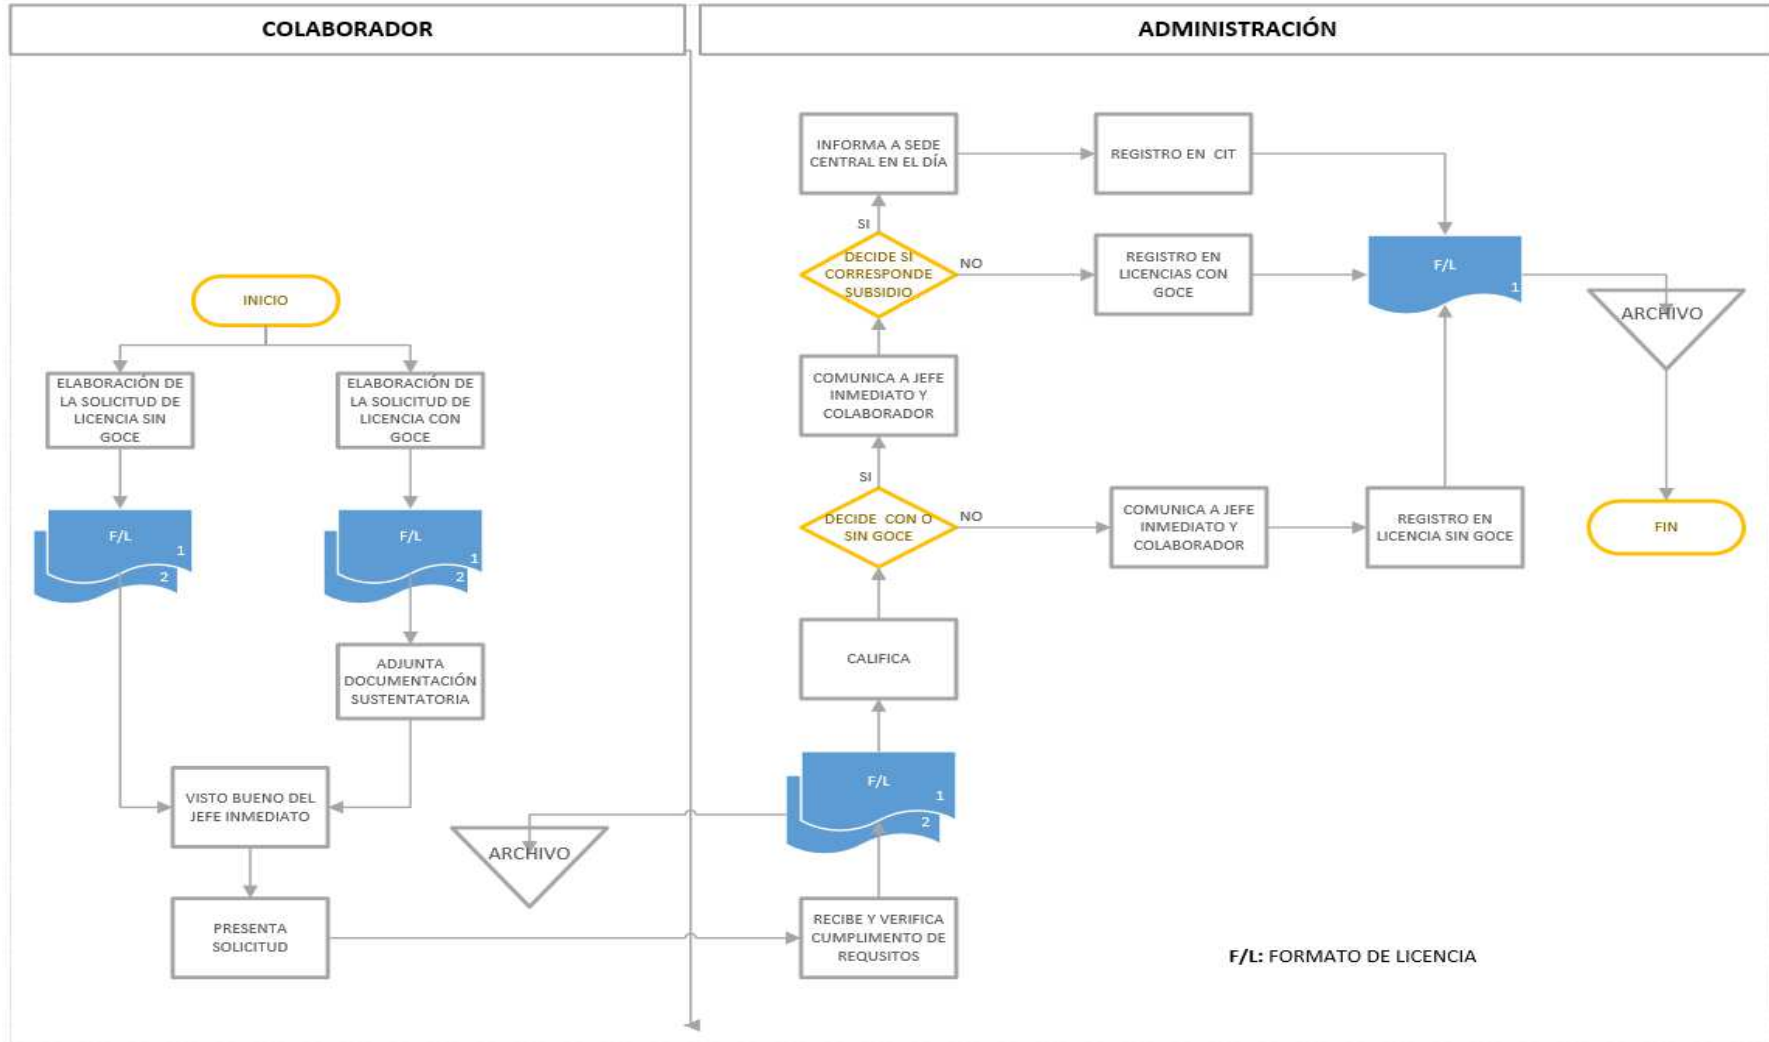 COLABORADOR
ADMINISTRACIÓN
INICIO
ELABORACIÓN DE
LA SOLICITUD DE
LICENCIA SIN
GOCE
ELABORACIÓN DE
LA SOLICITUD DE
LICENCIA CON
GOCE
F/L
1
2
F/L
1
2
ADJUNTA
DOCUMENTACIÓN
SUSTENTATORIA
VISTO BUENO DEL
JEFE INMEDIATO
PRESENTA
SOLICITUD
ARCHIVO
INFORMA A SEDE
CENTRAL EN EL DÍA
REGISTRO EN CIT
SI
DECIDE SI
CORRESPONDE
SUBSIDIO
NO
REGISTRO EN
LICENCIAS CON
GOCE
F/L
1
ARCHIVO
COMUNICA A JEFE
INMEDIATO Y
COLABORADOR
SI
DECIDE CON O
SIN GOCE
NO
COMUNICA A JEFE
INMEDIATO Y
COLABORADOR
REGISTRO EN
LICENCIA SIN GOCE
FIN
CALIFICA
F/L
1
2
RECIBE Y VERIFICA
CUMPLIMENTO DE
REQUSITOS
F/L: FORMATO DE LICENCIA